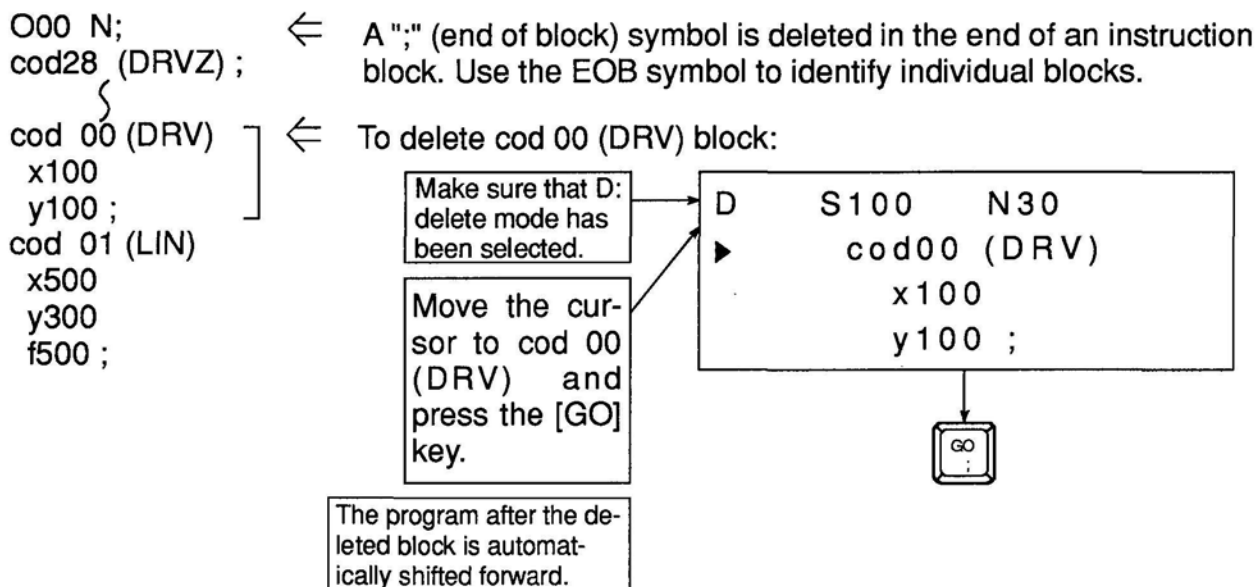 O00 N;
cod28 (DRVZ) ;
cod 00 (DRV)
x100
y100 ;
cod 01 (LIN)
x500
y300
f500 ;
⇐ A ";" (end of block) symbol is deleted in the end of an instruction
block. Use the EOB symbol to identify individual blocks.
⇐ To delete cod 00 (DRV) block:
Make sure that D:
delete mode has
been selected.
Move the cur-
sor to cod 00
(DRV) and
press the [GO]
key.
The program after the de-
leted block is automat-
ically shifted forward.
D S100 N30
▶ cod00 (DRV)
x100
y100 ;
GO
;